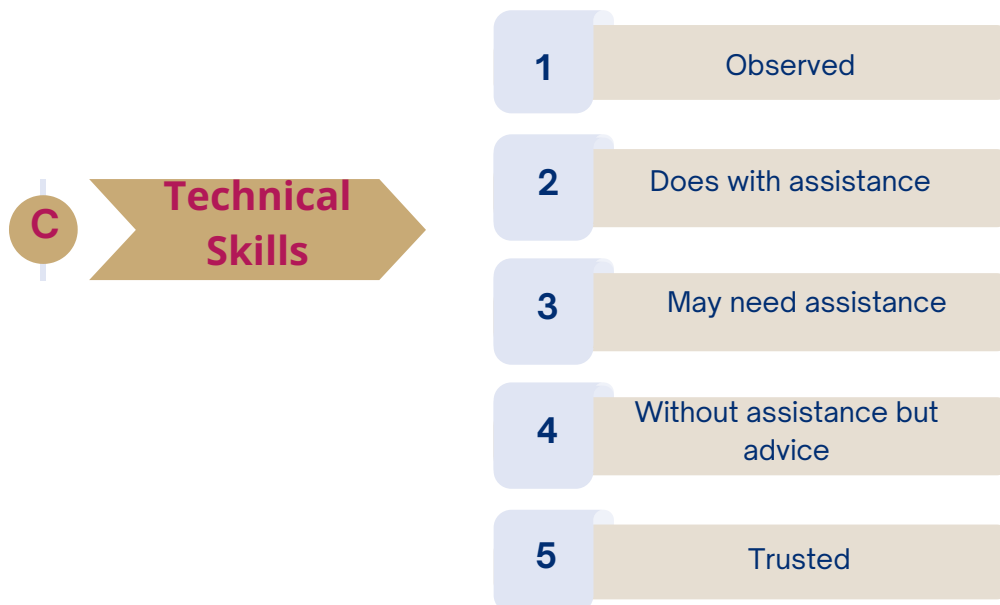 C
Technical
Skills
1
Observed
2
Does with assistance
3
May need assistance
4
Without assistance but
advice
5
Trusted